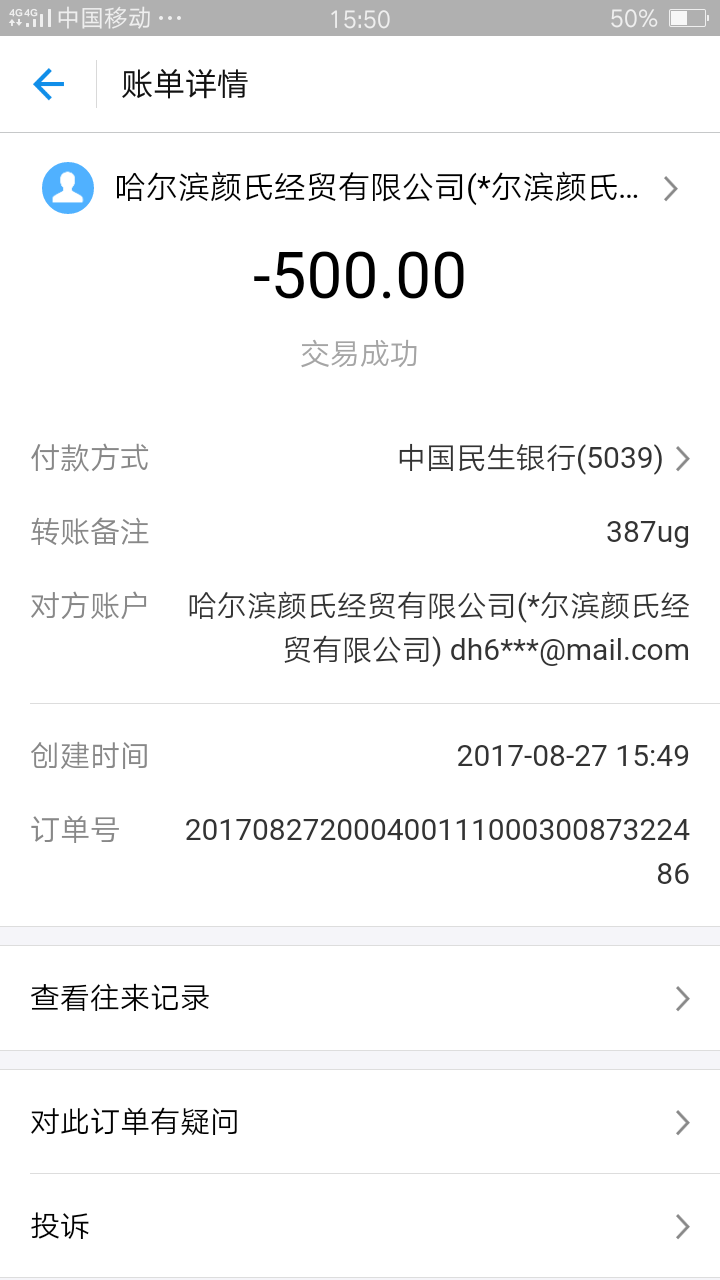 4G 4G 中国移动 ··· 15:50 50%
账单详情
哈尔滨颜氏经贸有限公司(*尔滨颜氏...
-500.00
交易成功
付款方式 中国民生银行(5039)
转账备注 387ug
对方账户 哈尔滨颜氏经贸有限公司(*尔滨颜氏经
贸有限公司) dh6***@mail.com
创建时间 2017-08-27 15:49
订单号 201708272000400111000300873224
86
查看往来记录
对此订单有疑问
投诉